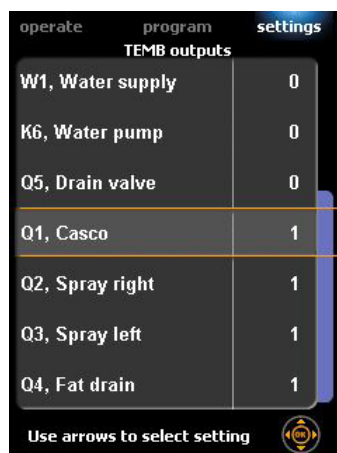 operate program settings
TEMB outputs
W1, Water supply 0
K6, Water pump 0
Q5, Drain valve 0
Q1, Casco 1
Q2, Spray right 1
Q3, Spray left 1
Q4, Fat drain 1
Use arrows to select setting OK